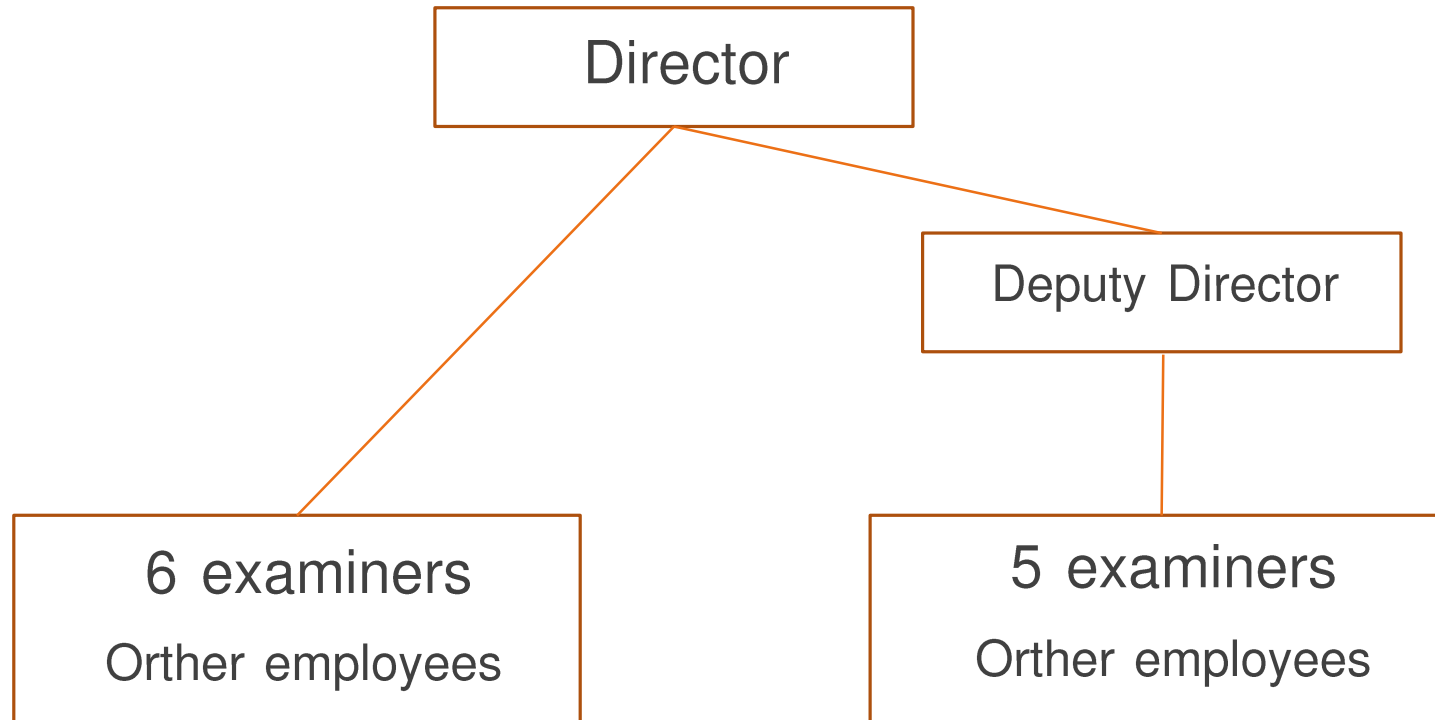 Director
Deputy Director
6 examiners
Orther employees
5 examiners
Orther employees